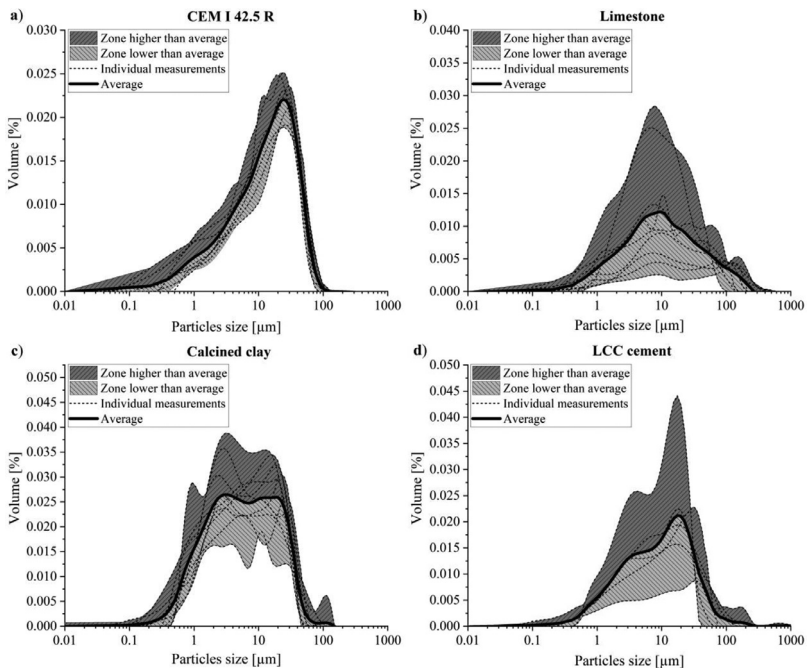 a)
CEM I 42.5 R
Zone higher than average
Zone lower than average
Individual measurements
Average
Volume [%]
0.030
0.025
0.020
0.015
0.010
0.005
0.000
0.01 0.1 1 10 100 1000
Particles size [µm]
b)
Limestone
Zone higher than average
Zone lower than average
Individual measurements
Average
Volume [%]
0.040
0.035
0.030
0.025
0.020
0.015
0.010
0.005
0.000
0.01 0.1 1 10 100 1000
Particles size [µm]
c)
Calcined clay
Zone higher than average
Zone lower than average
Individual measurements
Average
Volume [%]
0.050
0.045
0.040
0.035
0.030
0.025
0.020
0.015
0.010
0.005
0.000
0.01 0.1 1 10 100 1000
Particles size [µm]
d)
LCC cement
Zone higher than average
Zone lower than average
Individual measurements
Average
Volume [%]
0.050
0.045
0.040
0.035
0.030
0.025
0.020
0.015
0.010
0.005
0.000
0.01 0.1 1 10 100 1000
Particles size [µm]